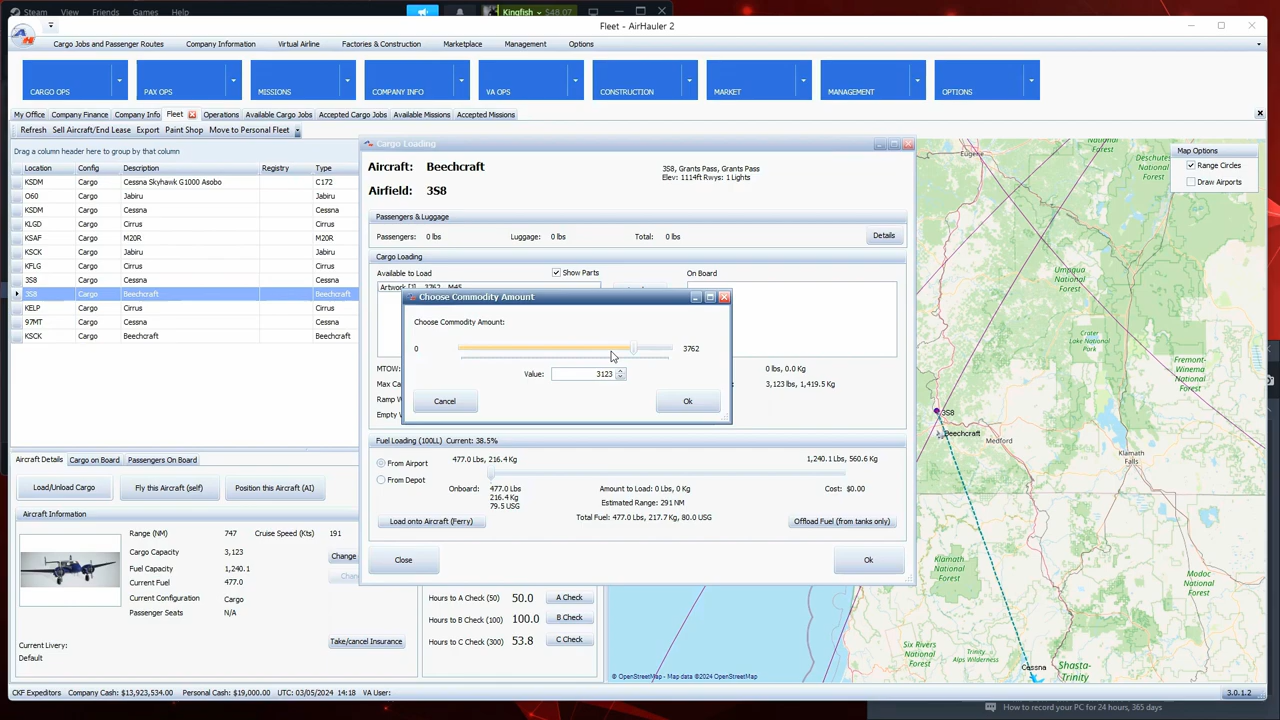 Steam View Friends Games Help Kingfish $48.07
Fleet - AirHauler 2
Cargo Jobs and Passenger Routes Company Information Virtual Airline Factories & Construction Marketplace Management Options
CARGO OPS PAX OPS MISSIONS COMPANY INFO VA OPS CONSTRUCTION MARKET MANAGEMENT OPTIONS
My Office Company Finance Company Info Fleet Operations Available Cargo Jobs Accepted Cargo Jobs Available Missions Accepted Missions
Refresh Sell Aircraft/End Lease Export Paint Shop Move to Personal Fleet
Drag a column header here to group by that column
Location Config Description Registry Type
KSDM Cargo Cessna Skyhawk G1000 Asobo C172
O60 Cargo Jabiru Jabiru
KSDM Cargo Cessna Cessna
KLGD Cargo Cirrus Cirrus
KSAF Cargo M20R M20R
KSCK Cargo Jabiru Jabiru
KFLG Cargo Cirrus Cirrus
3S8 Cargo Cessna Cessna
3S8 Cargo Beechcraft Beechcraft
KELP Cargo Cirrus Cirrus
97MT Cargo Cessna Cessna
KSCK Cargo Beechcraft Beechcraft
Cargo Loading
Aircraft: Beechcraft
3S8, Grants Pass, Grants Pass
Elev: 1114ft Rwys: 1 Lights
Airfield: 3S8
Passengers & Luggage
Passengers: 0 lbs Luggage: 0 lbs Total: 0 lbs Details
Cargo Loading
Available to Load Show Parts On Board
Choose Commodity Amount
Choose Commodity Amount:
0 3762
Value: 3123
Cancel Ok
MTOW:
0 lbs, 0.0 Kg
3,123 lbs, 1,419.5
Ramp W
Empty
Fuel Loading (100LL) Current: 38.5%
From Airport 477.0 Lbs, 216.4 Kg 1,240.1 Lbs, 560.6 Kg
From Depot
Onboard: 477.0 Lbs Amount to Load: 0 Lbs, 0 Kg Cost: $0.00
216.4 Kg
79.5 USG
Estimated Range: 291 NM
Total Fuel: 477.0 Lbs, 217.7 Kg, 80.0 USG
Load onto Aircraft (Ferry) Offload Fuel (from tanks only)
Close Ok
Aircraft Details Cargo on Board Passengers On Board
Load/Unload Cargo Fly this Aircraft (self) Position this Aircraft (AI)
Aircraft Information
Range (NM) 747 Cruise Speed (Kts) 191
Cargo Capacity 3,123
Fuel Capacity 1,240.1
Current Fuel 477.0
Current Configuration Cargo
Passenger Seats N/A
Change
Take/cancel Insurance
Current Livery:
Default
Hours to A Check (50) 50.0 A Check
Hours to B Check (100) 100.0 B Check
Hours to C Check (100) 53.8 C Check
Map Options
Range Circles
Draw Airports
Eugene
Deschutes
National
Forest
Umpqua
National
Forest
Crater
Lake
National
Park
Fremont-
Winema
National
Forest
3S8
Beechcraft
Medford
Klamath
Falls
Klamath
National
Forest
Modoc
National
Forest
Six Rivers
National
Forest
Trinity
Alps Wilderness
Cessna
Shasta-
Trinity
© OpenStreetMap - Map data ©2024 OpenStreetMap
CKF Expeditors Company Cash: $13,923,534.00 Personal Cash: $19,000.00 UTC: 03/05/2024 - 14:18 VA User: 3.0.1.2
How to record your PC for 24 hours, 365 days